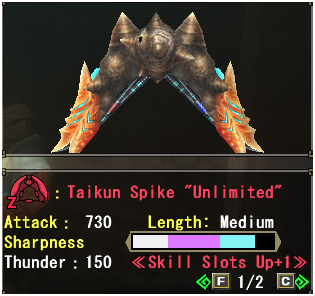 Z : Taikun Spike "Unlimited"
Attack : 730 Length: Medium
Sharpness
Thunder : 150 ≪Skill Slots Up+1≫
F 1/2 C